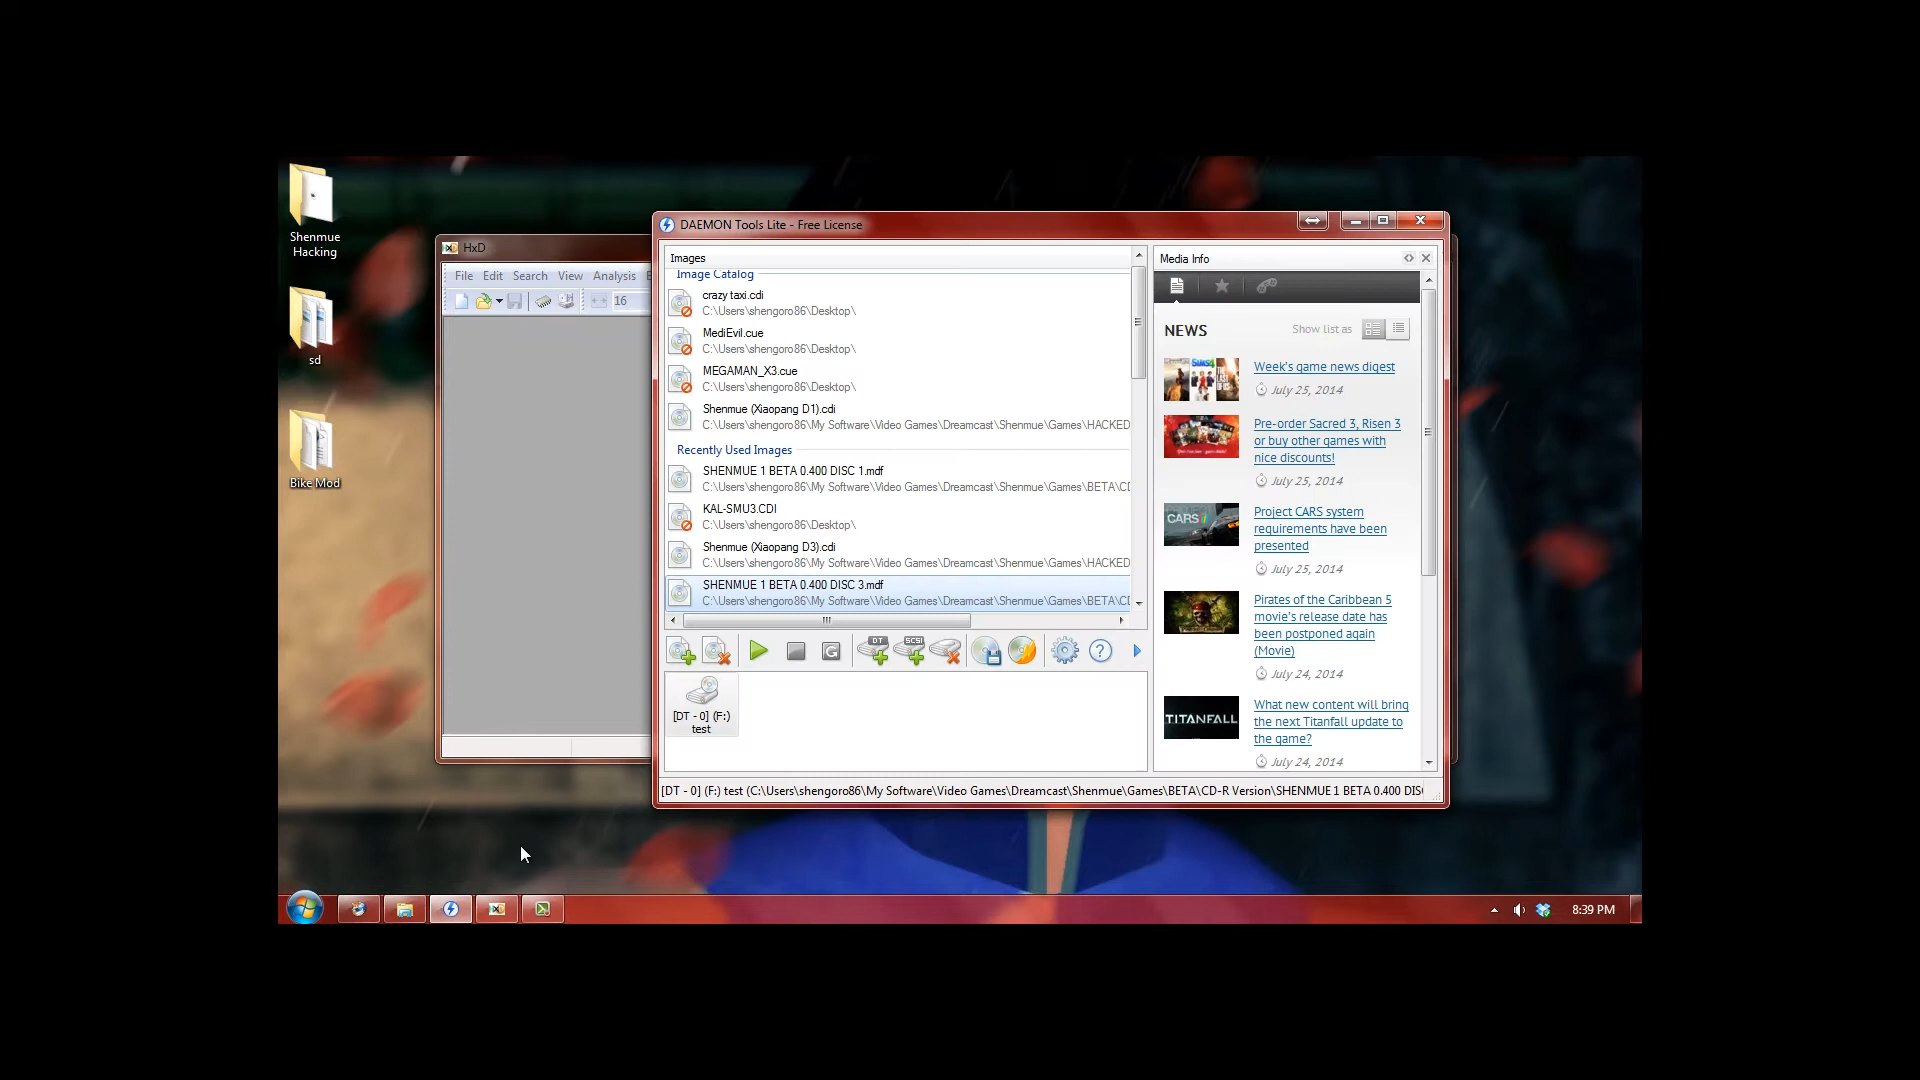 Shenmue
Hacking
sd
Bike Mod
HxD
File Edit Search View Analysis
16
DAEMON Tools Lite - Free License
Images
Image Catalog
crazy taxi.cdi
C:\Users\shengoro86\Desktop\
MediEvil.cue
C:\Users\shengoro86\Desktop\
MEGAMAN_X3.cue
C:\Users\shengoro86\Desktop\
Shenmue (Xiaopang D1).cdi
C:\Users\shengoro86\My Software\Video Games\Dreamcast\Shenmue\Games\HACKED
Recently Used Images
SHENMUE 1 BETA 0.400 DISC 1.mdf
C:\Users\shengoro86\My Software\Video Games\Dreamcast\Shenmue\Games\BETA\CD
KAL-SMU3.CDI
C:\Users\shengoro86\Desktop\
Shenmue (Xiaopang D3).cdi
C:\Users\shengoro86\My Software\Video Games\Dreamcast\Shenmue\Games\HACKED
SHENMUE 1 BETA 0.400 DISC 3.mdf
C:\Users\shengoro86\My Software\Video Games\Dreamcast\Shenmue\Games\BETA\CD
DT
SCSI
[DT - 0] (F:)
test
[DT - 0] (F:) test (C:\Users\shengoro86\My Software\Video Games\Dreamcast\Shenmue\Games\BETA\CD-R Version\SHENMUE 1 BETA 0.400 DIS
Media Info
NEWS
Show list as
Week's game news digest
July 25, 2014
Pre-order Sacred 3, Risen 3
or buy other games with
nice discounts!
July 25, 2014
CARS
Project CARS system
requirements have been
presented
July 25, 2014
Pirates of the Caribbean 5
movie's release date has
been postponed again
(Movie)
July 24, 2014
TITANFALL
What new content will bring
the next Titanfall update to
the game?
July 24, 2014
8:39 PM